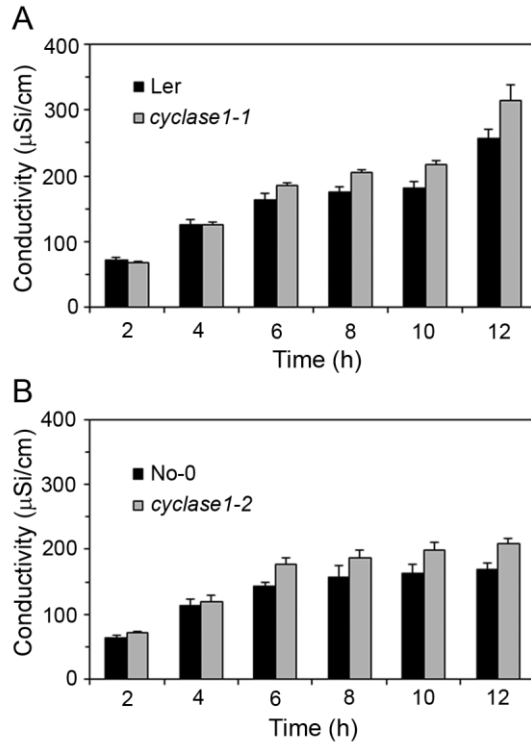 A
400
300
200
100
0
Conductivity (µSi/cm)
Ler
cyclase1-1
2 4 6 8 10 12
Time (h)
B
400
300
200
100
0
Conductivity (µSi/cm)
No-0
cyclase1-2
2 4 6 8 10 12
Time (h)